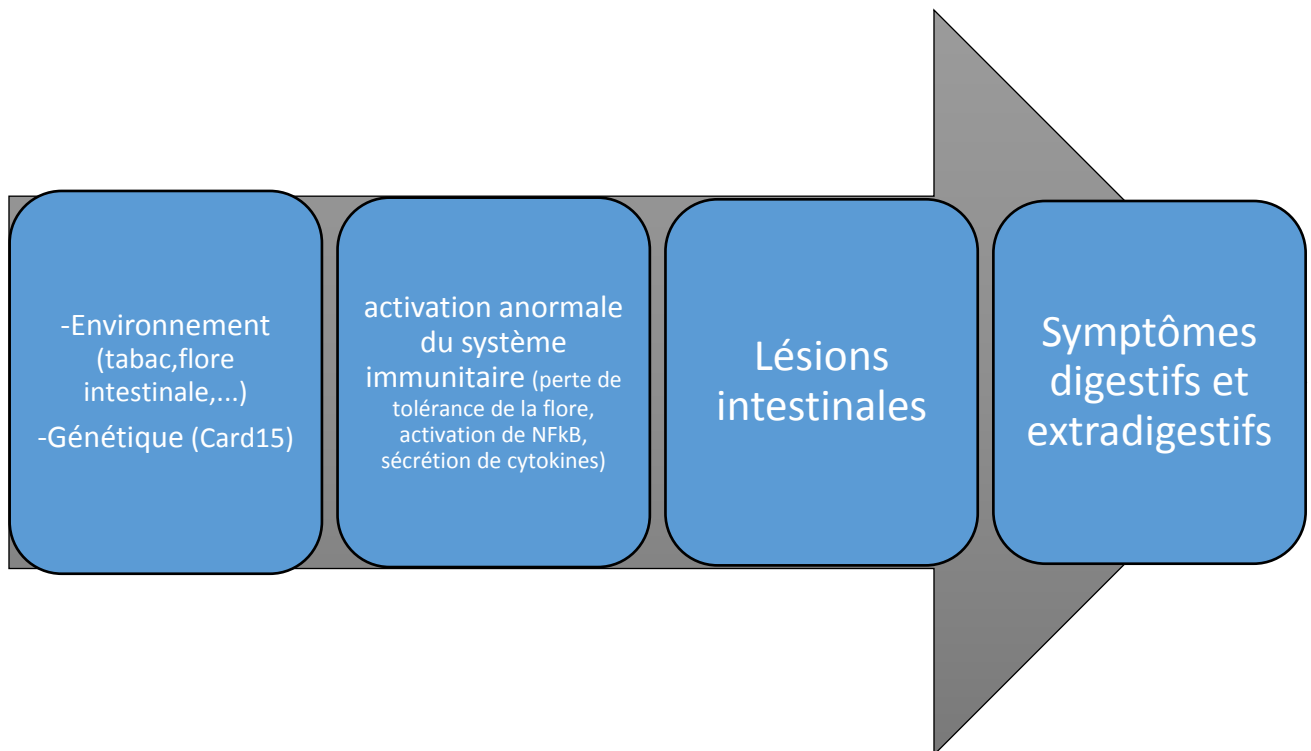 -Environnement
(tabac,flore
intestinale,...)
-Génétique (Card15)
activation anormale
du système
immunitaire (perte de
tolérance de la flore,
activation de NFkB,
sécrétion de cytokines)
Lésions
intestinales
Symptômes
digestifs et
extradigestifs